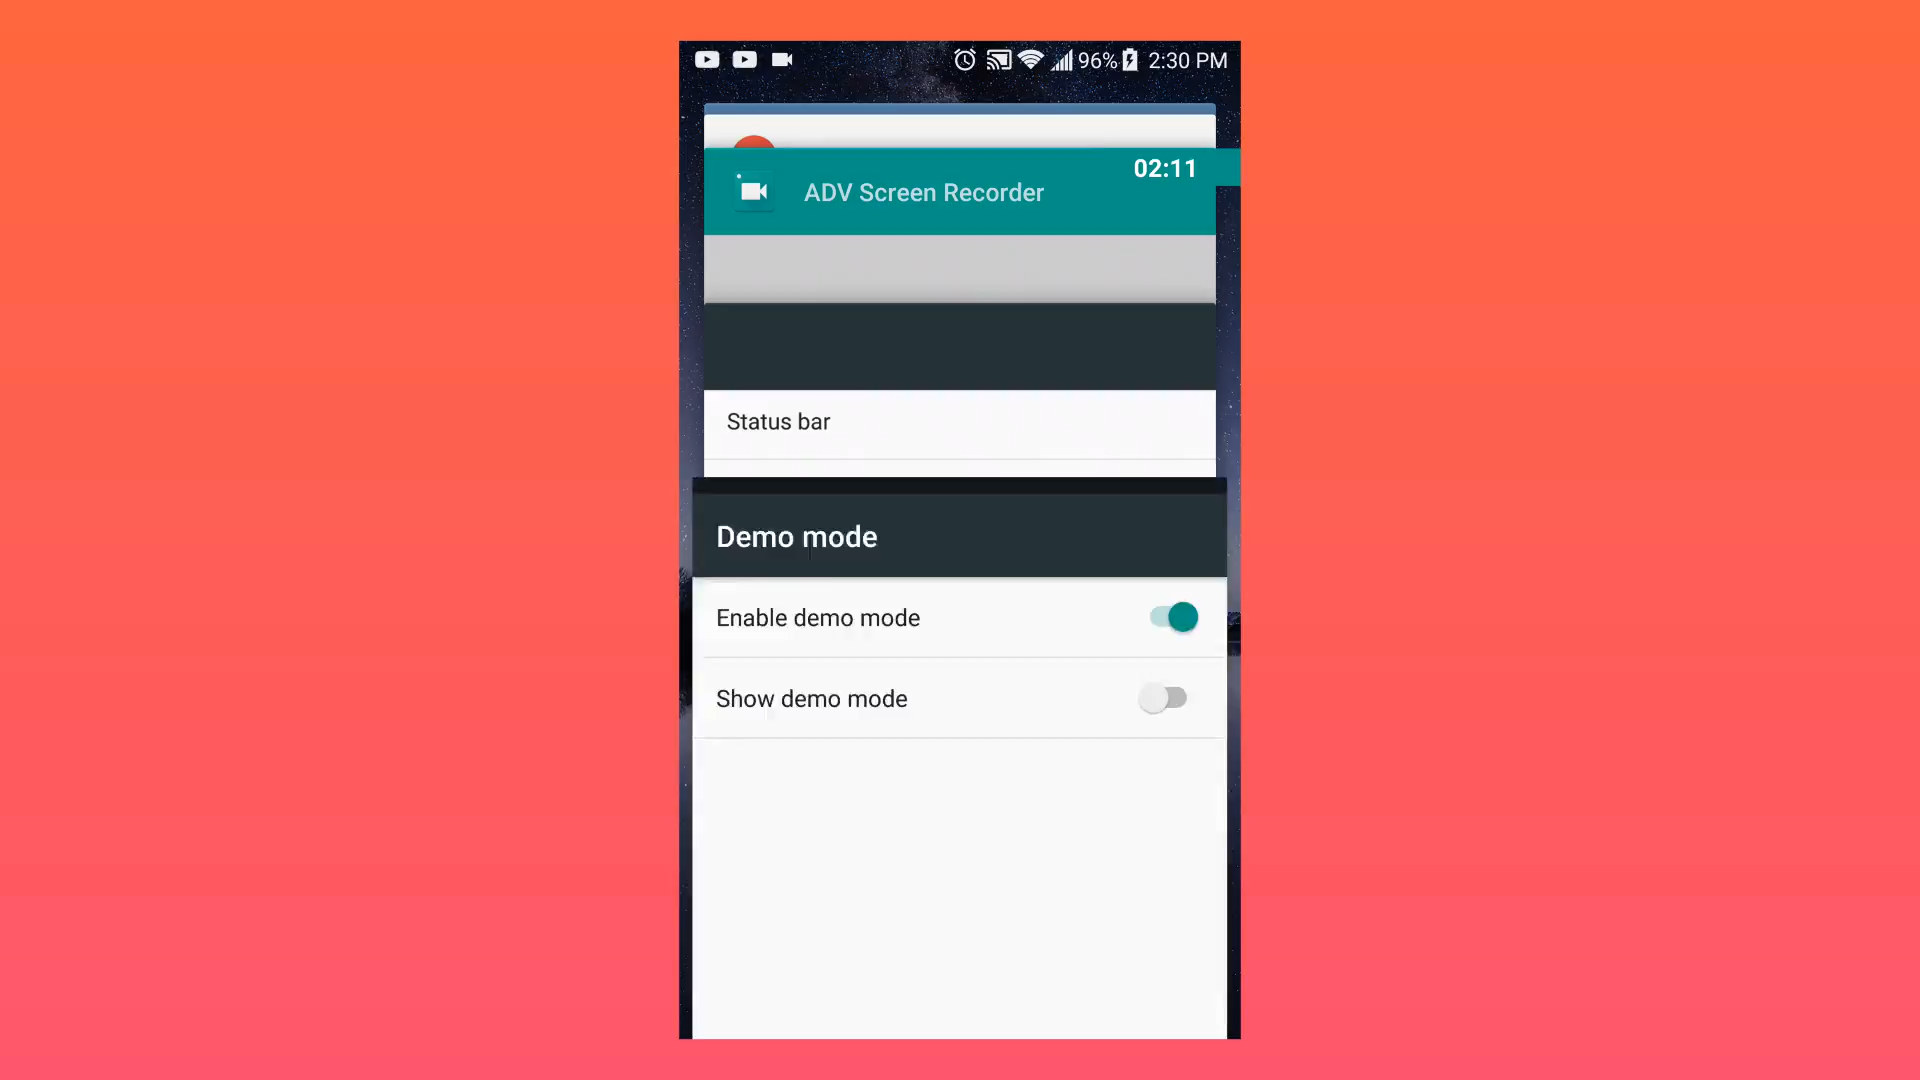 96% 2:30 PM
02:11
ADV Screen Recorder
Status bar
Demo mode
Enable demo mode
Show demo mode